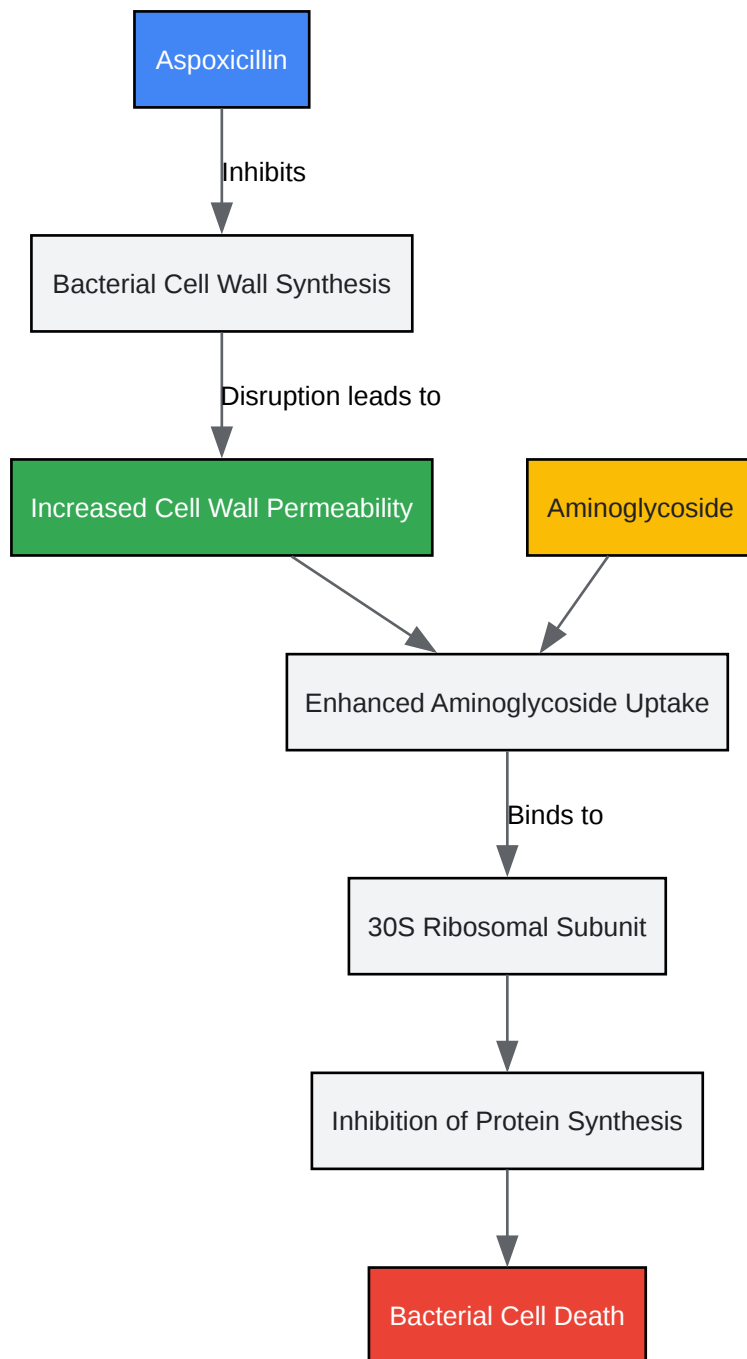 Aspoxicillin
Inhibits
Bacterial Cell Wall Synthesis
Disruption leads to
Increased Cell Wall Permeability
Aminoglycoside
Enhanced Aminoglycoside Uptake
Binds to
30S Ribosomal Subunit
Inhibition of Protein Synthesis
Bacterial Cell Death